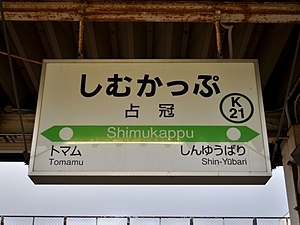 しむかっぷ
占冠
K
21
Shimukappu
トマム
Tomamu
しんゆうばり
Shin-Yūbari